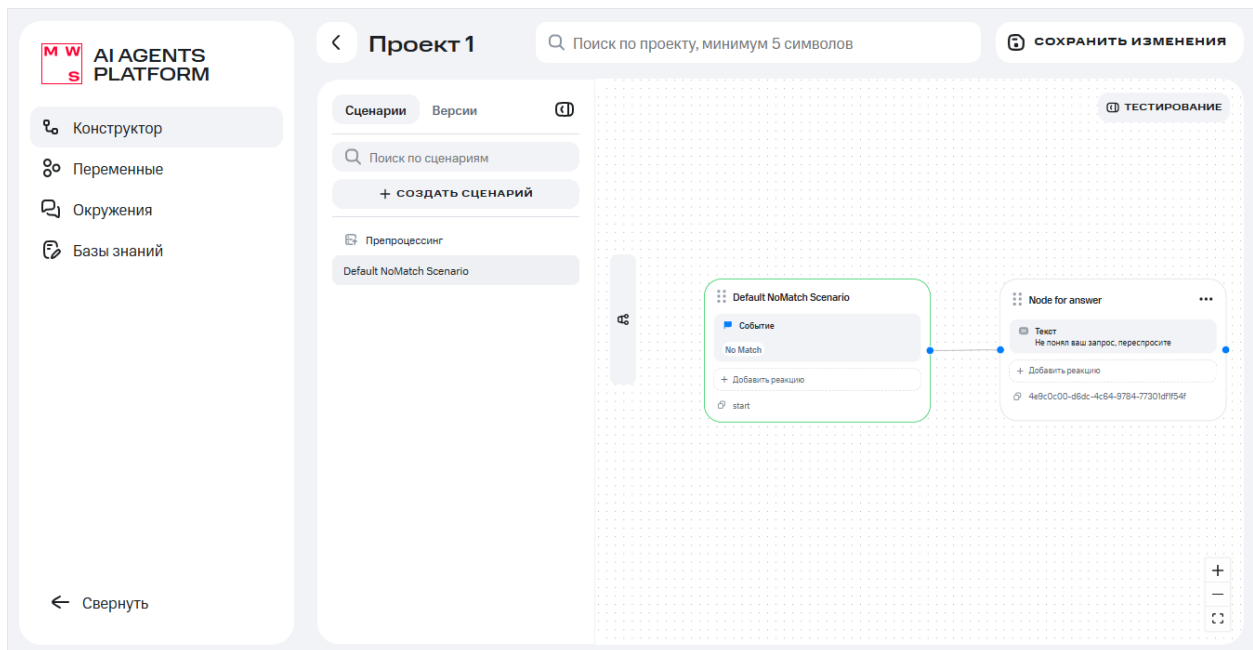 M W S
AI AGENTS
PLATFORM
Конструктор
Переменные
Окружения
Базы знаний
Свернуть
Проект 1
Поиск по проекту, минимум 5 символов
СОХРАНИТЬ ИЗМЕНЕНИЯ
Сценарии Версии
Поиск по сценариям
+ СОЗДАТЬ СЦЕНАРИЙ
Препроцессинг
Default NoMatch Scenario
ТЕСТИРОВАНИЕ
Default NoMatch Scenario
Событие
No Match
+ Добавить реакцию
start
Node for answer
Текст
Не понял ваш запрос, переспросите
+ Добавить реакцию
4e9c0c00-d6dc-4c64-9784-77301df1f54f